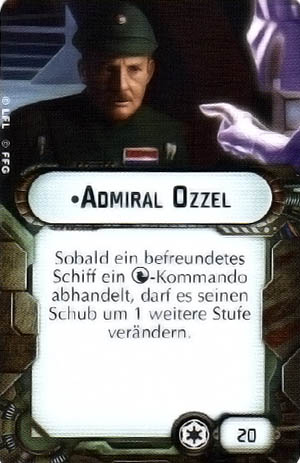 © LFL © FFG
•Admiral Ozzel
Sobald ein befreundetes
Schiff ein -Kommando
abhandelt, darf es seinen
Schub um 1 weitere Stufe
verändern.
20